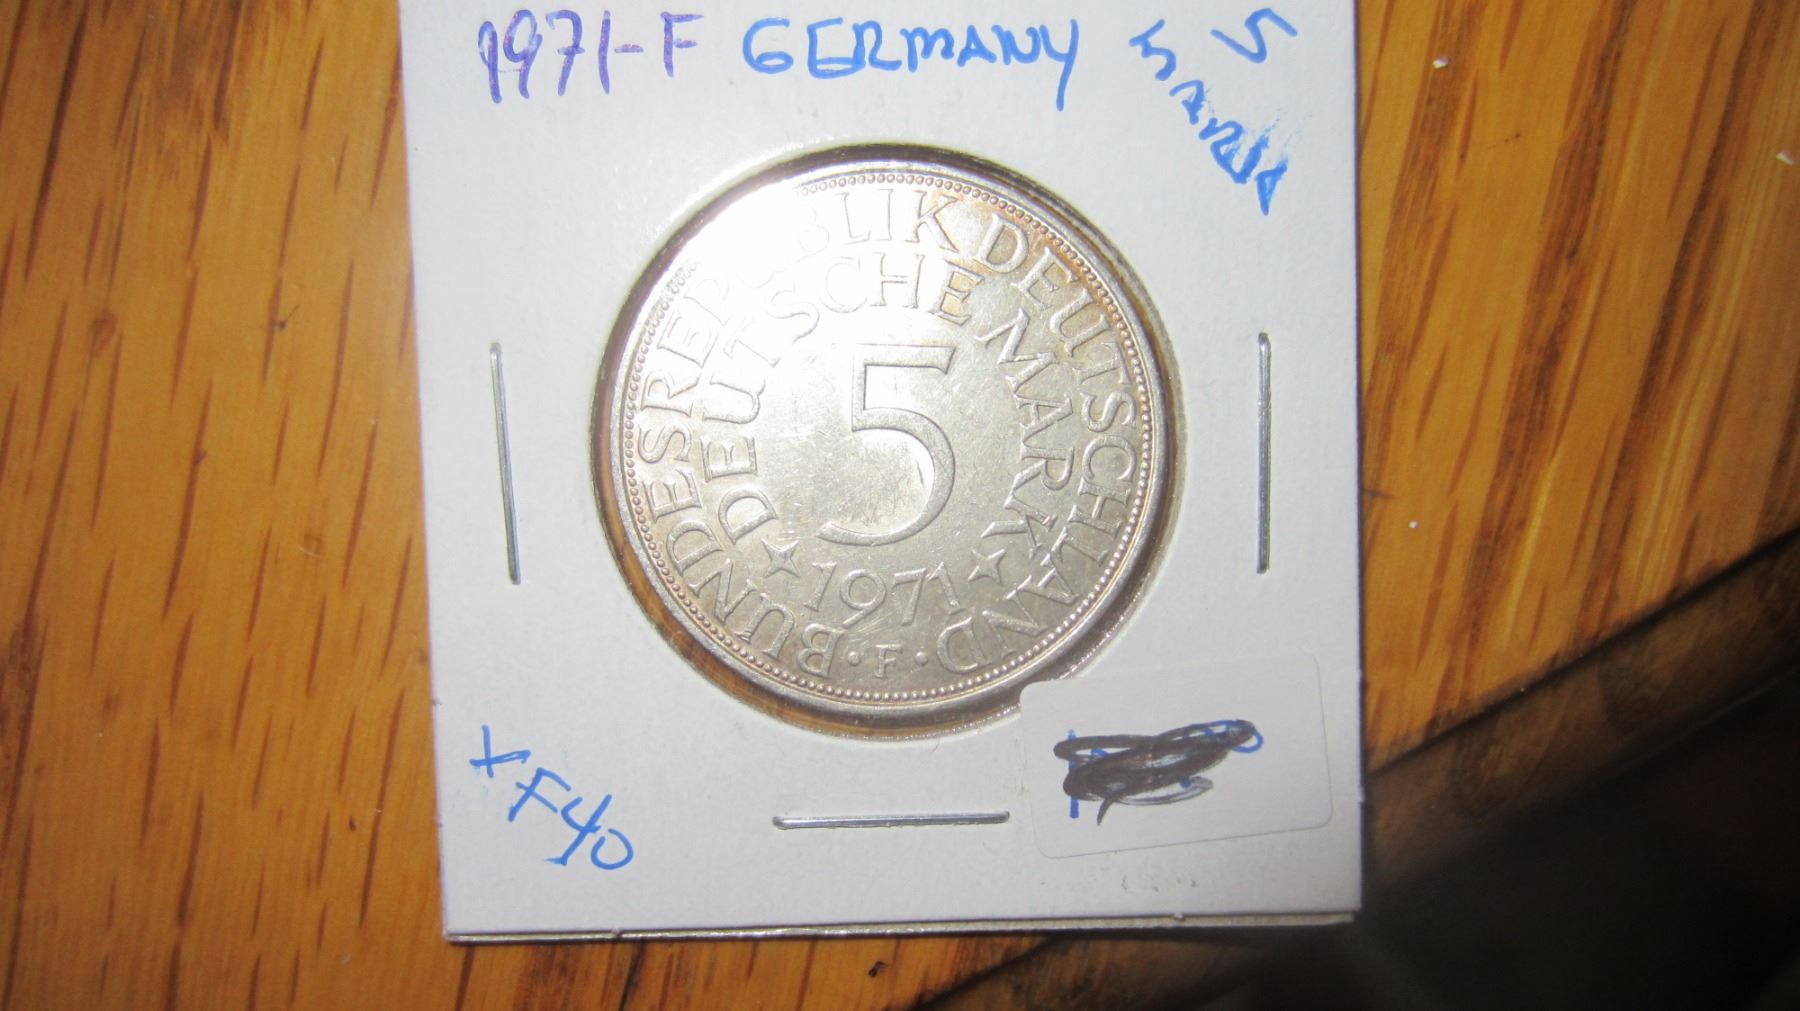 1971-F GERMANY 5 MARK
BUNDESREPUBLIK DEUTSCHLAND
DEUTSCHE MARK
5
1971
· F ·
XF40